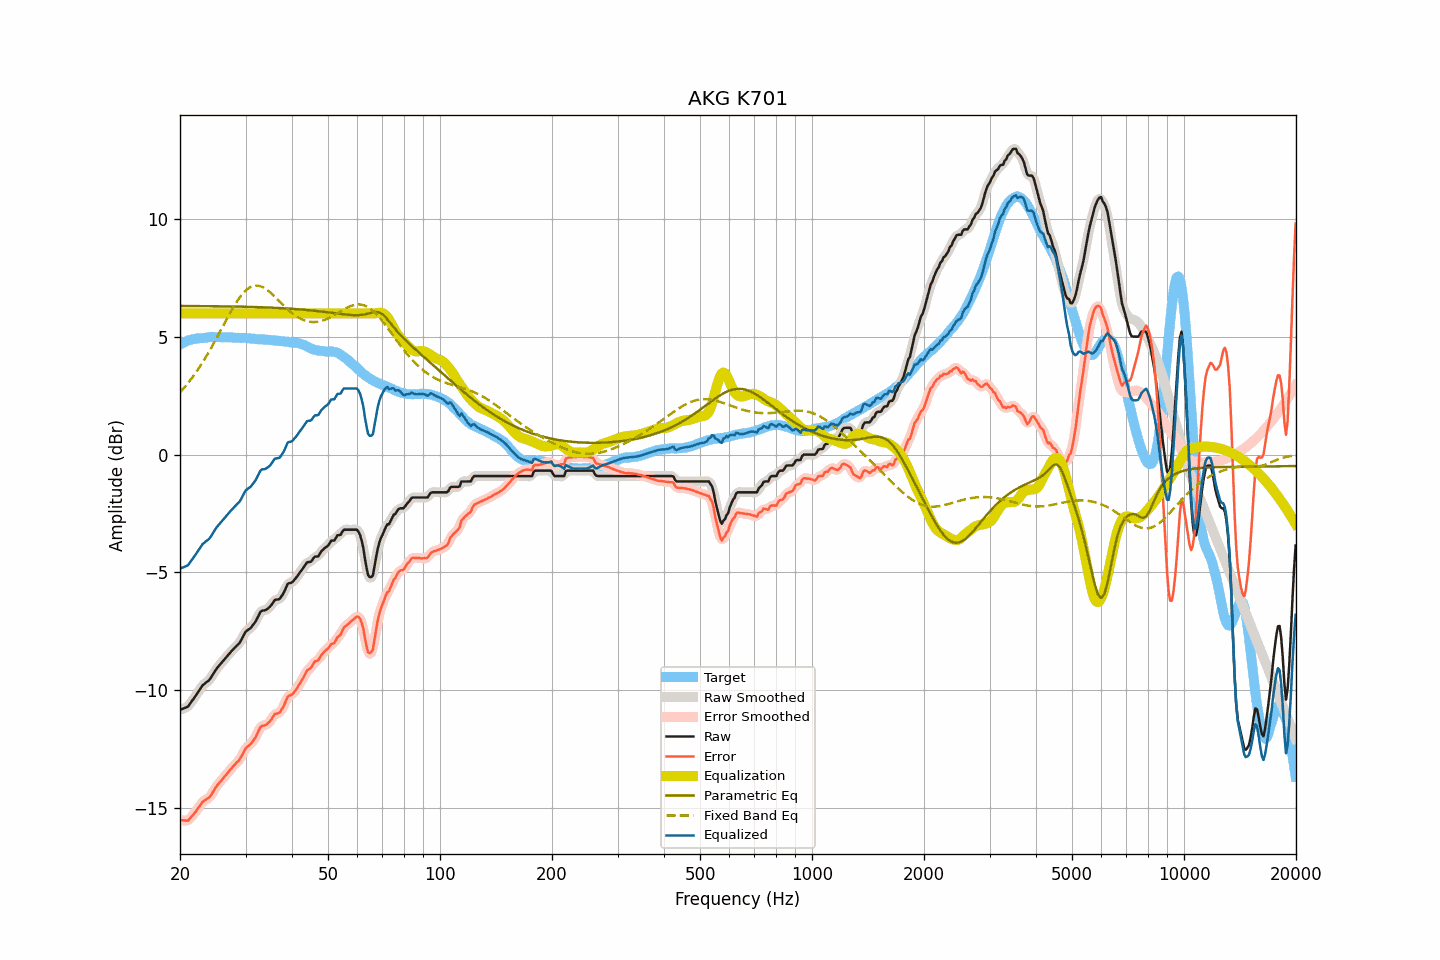 AKG K701
Amplitude (dBr)
10
5
0
−5
−10
−15
Target
Raw Smoothed
Error Smoothed
Raw
Error
Equalization
Parametric Eq
Fixed Band Eq
Equalized
20 50 100 200 500 1000 2000 5000 10000 20000
Frequency (Hz)